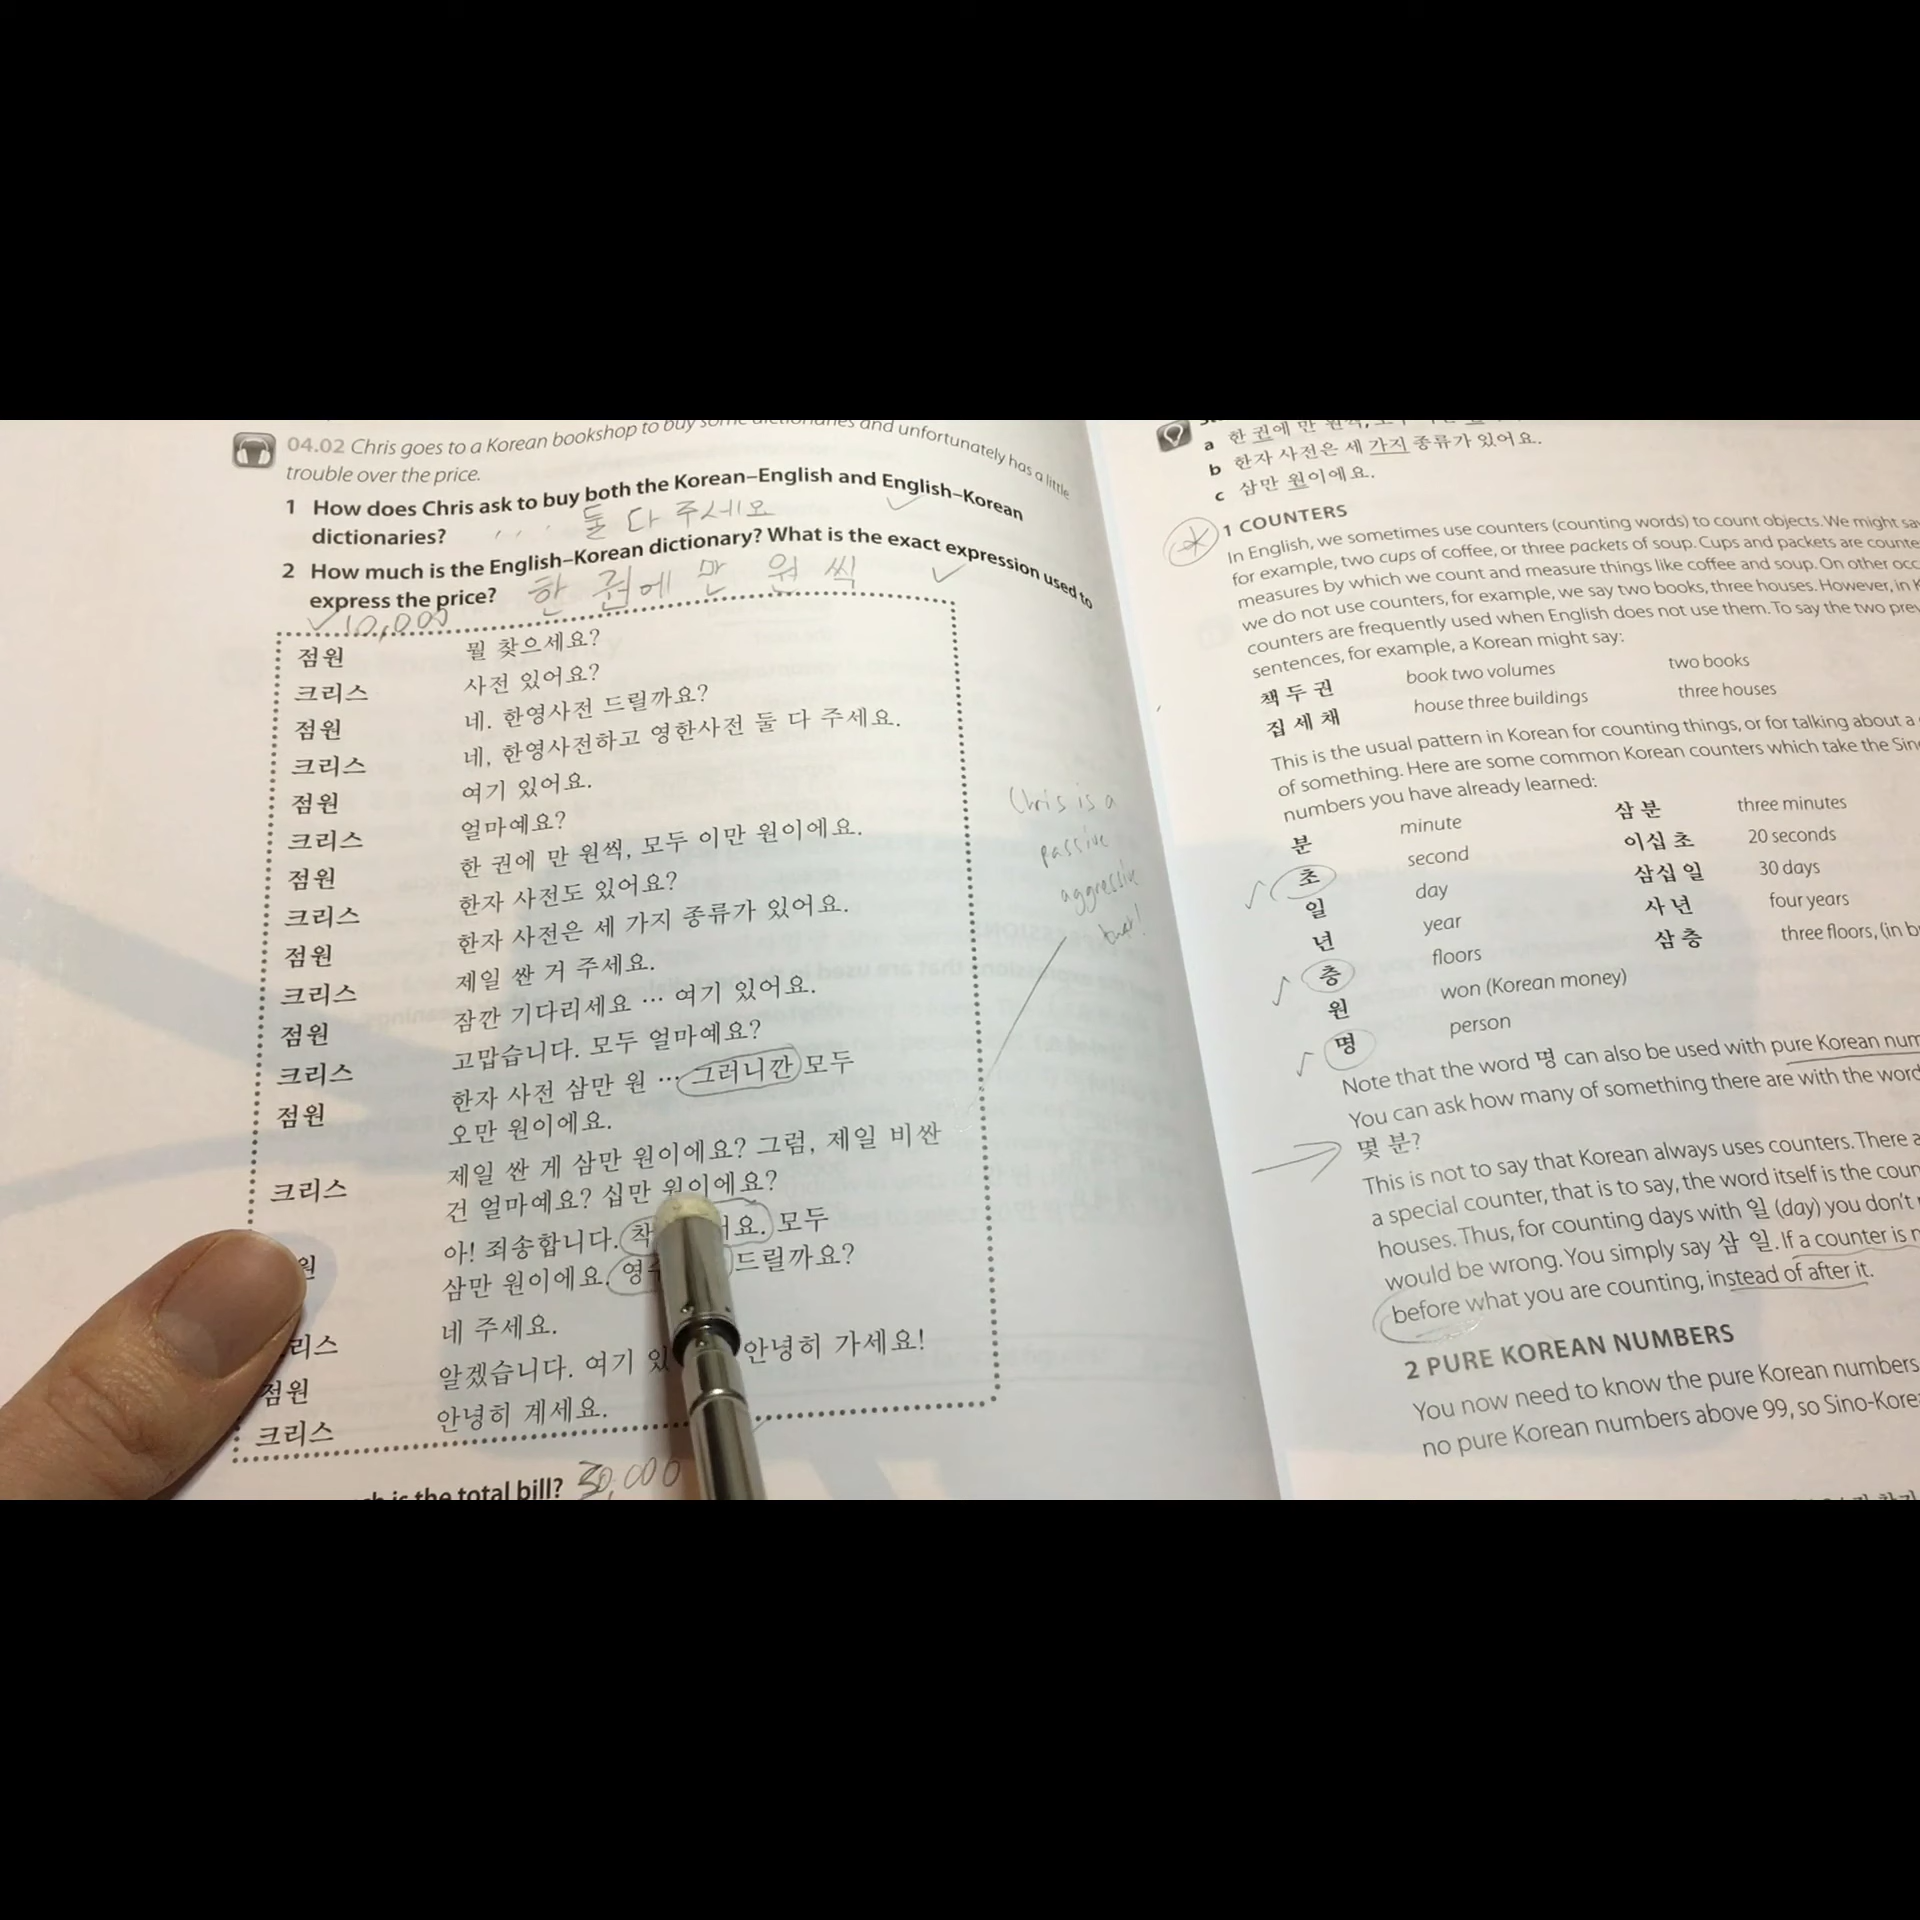 04.02 Chris goes to a Korean bookshop to buy some dictionaries and unfortunately has a little
trouble over the price.
1 How does Chris ask to buy both the Korean–English and English–Korean
dictionaries? 둘 다 주세요
2 How much is the English–Korean dictionary? What is the exact expression used to
express the price? 한 권에 만 원 씩
10,000
점원 뭘 찾으세요?
크리스 사전 있어요?
점원 네. 한영사전 드릴까요?
크리스 네, 한영사전하고 영한사전 둘 다 주세요.
점원 여기 있어요.
크리스 얼마예요?
점원 한 권에 만 원씩, 모두 이만 원이에요.
크리스 한자 사전도 있어요?
점원 한자 사전은 세 가지 종류가 있어요.
크리스 제일 싼 거 주세요.
점원 잠깐 기다리세요 … 여기 있어요.
크리스 고맙습니다. 모두 얼마예요?
점원 한자 사전 삼만 원 … 그러니깐 모두
오만 원이에요.
크리스 제일 싼 게 삼만 원이에요? 그럼, 제일 비싼
건 얼마예요? 십만 원이에요?
원 아! 죄송합니다. 착 어요. 모두
삼만 원이에요. 영 드릴까요?
리스 네 주세요.
점원 알겠습니다. 여기 있 안녕히 가세요!
크리스 안녕히 계세요.
is the total bill? 30,000
Chris is a
passive
aggressive
a 한 권에 만 원씩,
b 한자 사전은 세 가지 종류가 있어요.
c 삼만 원이에요.
1 COUNTERS
In English, we sometimes use counters (counting words) to count objects. We might say
for example, two cups of coffee, or three packets of soup. Cups and packets are
measures by which we count and measure things like coffee and soup. On other
we do not use counters, for example, we say two books, three houses. However, in
counters are frequently used when English does not use them. To say the two
sentences, for example, a Korean might say:
책 두 권 book two volumes two books
집 세 채 house three buildings three houses
This is the usual pattern in Korean for counting things, or for talking about a
of something. Here are some common Korean counters which take the
numbers you have already learned:
분 minute 삼 분 three minutes
초 second 이십 초 20 seconds
일 day 삼십 일 30 days
년 year 사 년 four years
층 floors 삼 층 three floors, (in
원 won (Korean money)
명 person
Note that the word 명 can also be used with pure Korean
You can ask how many of something there are with the word
몇 분?
This is not to say that Korean always uses counters. There
a special counter, that is to say, the word itself is the
houses. Thus, for counting days with 일 (day) you don't
would be wrong. You simply say 삼 일. If a counter is
before what you are counting, instead of after it.
2 PURE KOREAN NUMBERS
You now need to know the pure Korean numbers
no pure Korean numbers above 99, so